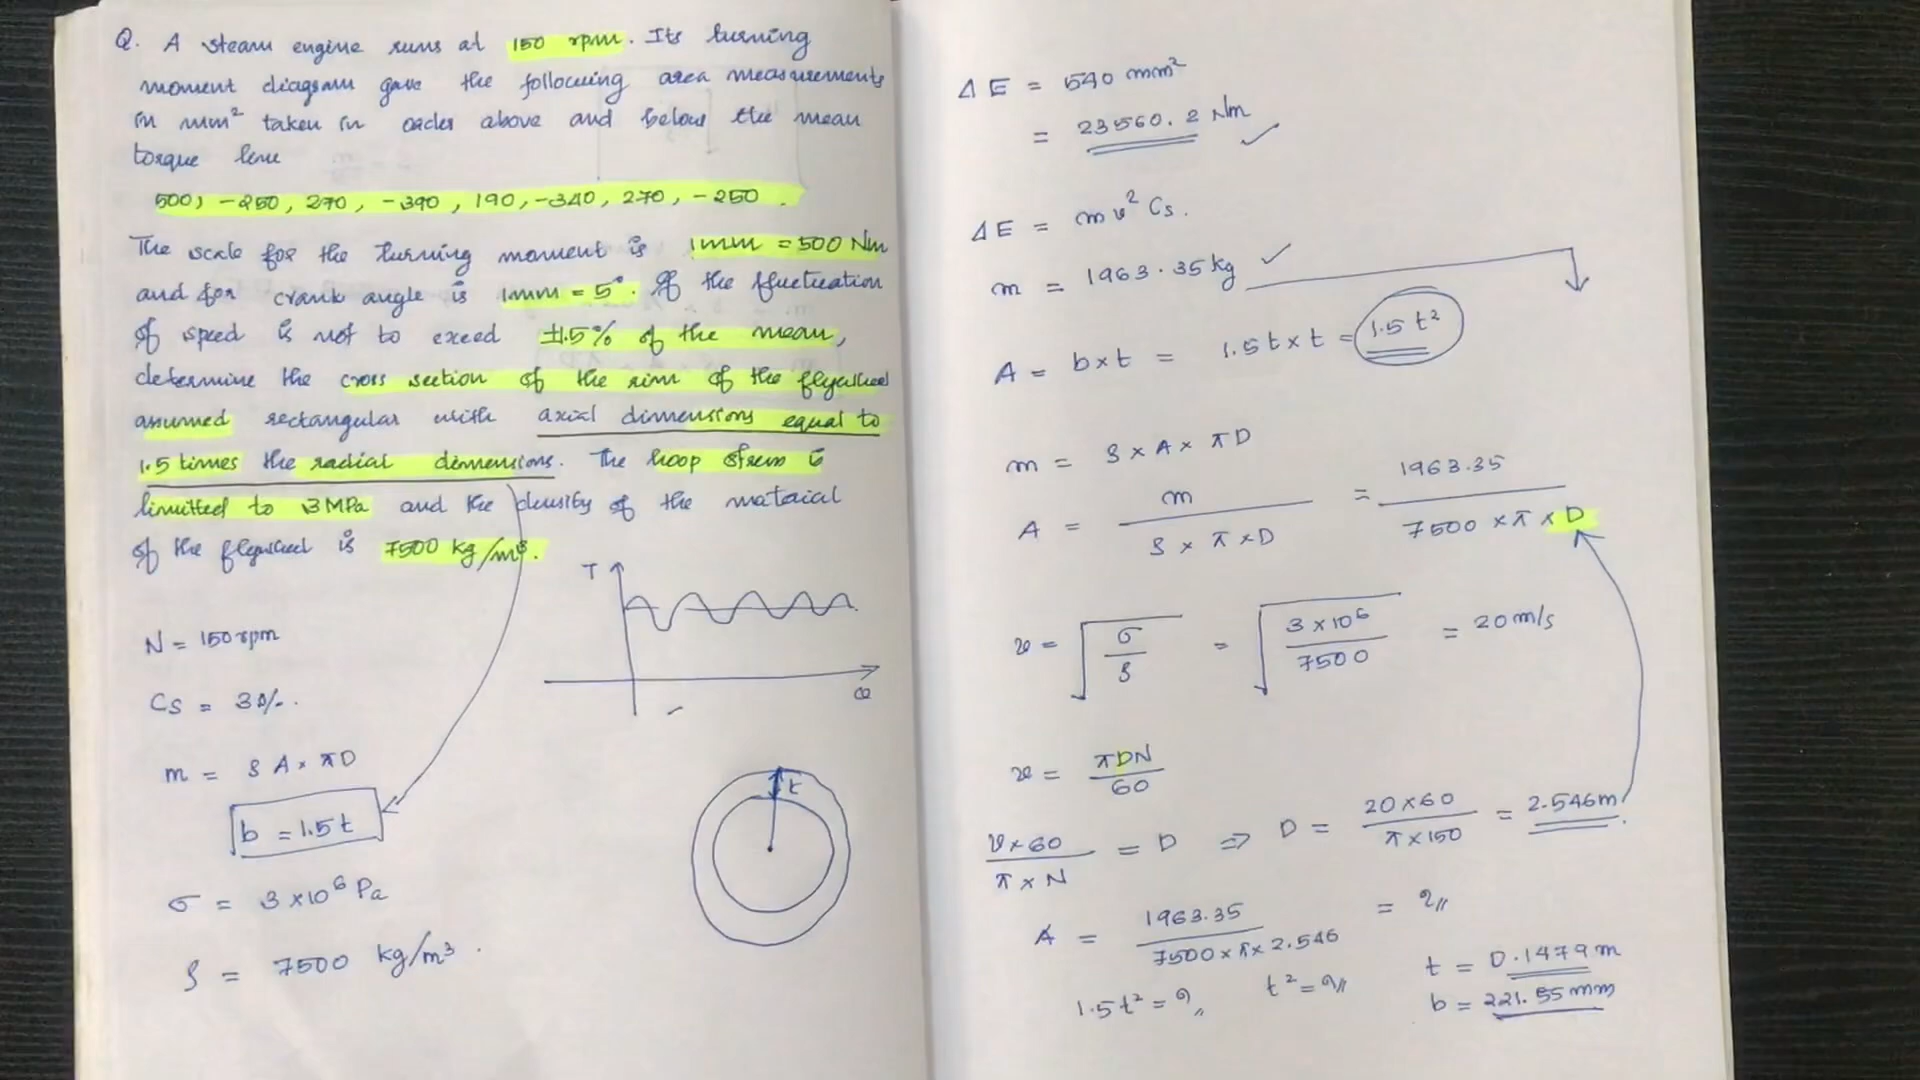 Q. A steam engine runs at 150 rpm. Its turning
moment diagram gave the following area measurements
in mm² taken in order above and below the mean
torque line
500, -250, 270, -390, 190, -340, 270, -250.
The scale for the turning moment is 1mm = 500 Nm
and for crank angle is 1mm = 5°. If the fluctuation
of speed is not to exceed ±1.5% of the mean,
determine the cross section of the rim of the flywheel
assumed rectangular with axial dimensions equal to
1.5 times the radial dimensions. The hoop stress is
limitted to 3 MPa and the density of the material
of the flywheel is 7500 kg/m³.
T
θ
N = 150 rpm
Cs = 3%.
m = ρ A × πD
b = 1.5t
t
σ = 3 × 10⁶ Pa
ρ = 7500 kg/m³.
ΔE = 540 mm²
= 23560.2 Nm
ΔE = mv² Cs.
m = 1963.35 kg
A = b × t = 1.5 t × t = 1.5 t²
m = ρ × A × πD
A = m / ρ × π × D = 1963.35 / 7500 × π × D
v = √σ/ρ = √3 × 10⁶/7500 = 20 m/s
v = πDN / 60
v × 60 / π × N = D ⇒ D = 20 × 60 / π × 150 = 2.546m.
A = 1963.35 / 7500 × π × 2.546 = ?//
1.5t² = ?// t² = ?//
t = 0.1479 m
b = 221.55 mm